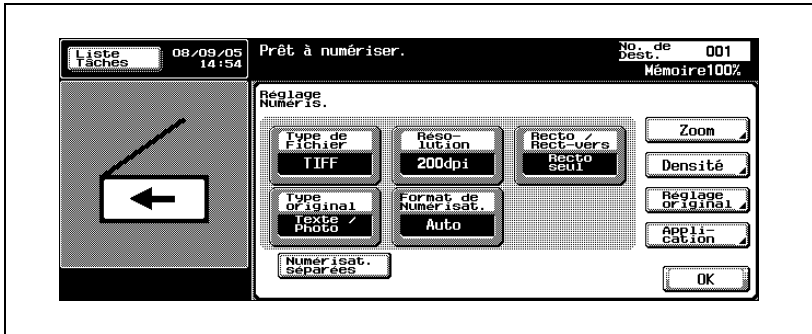 Liste
Tâches
08/09/05
14:54
Prêt à numériser.
No. de
Dest.
001
Mémoire100%
Réglage
Numéris.
Type de
Fichier
TIFF
Réso-
lution
200dpi
Recto /
Rect-vers
Recto
seul
Zoom
Densité
Type
original
Texte /
Photo
Format de
Numérisat.
Auto
Réglage
original
Appli-
cation
Numérisat.
séparées
OK